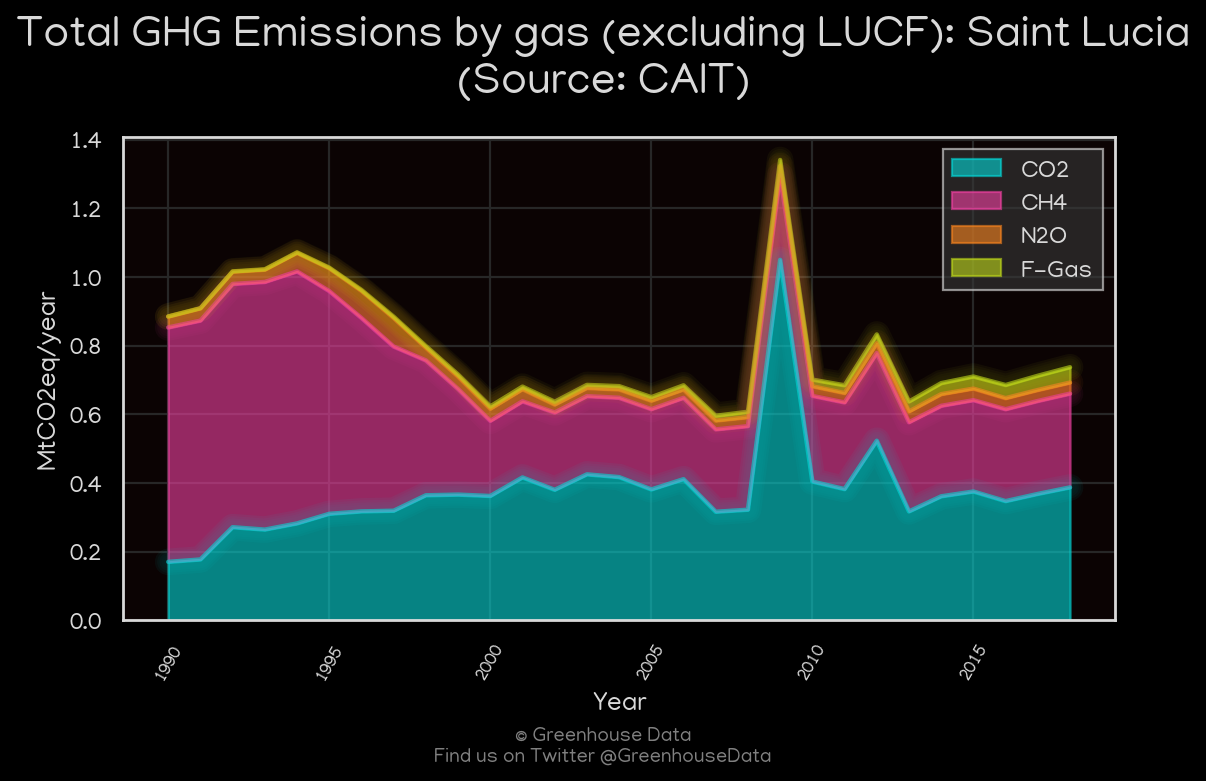 Total GHG Emissions by gas (excluding LUCF): Saint Lucia
(Source: CAIT)
1.4
1.2
1.0
0.8
0.6
0.4
0.2
0.0
MtCO2eq/year
CO2
CH4
N2O
F-Gas
1990
1995
2000
2005
2010
2015
Year
© Greenhouse Data
Find us on Twitter @GreenhouseData